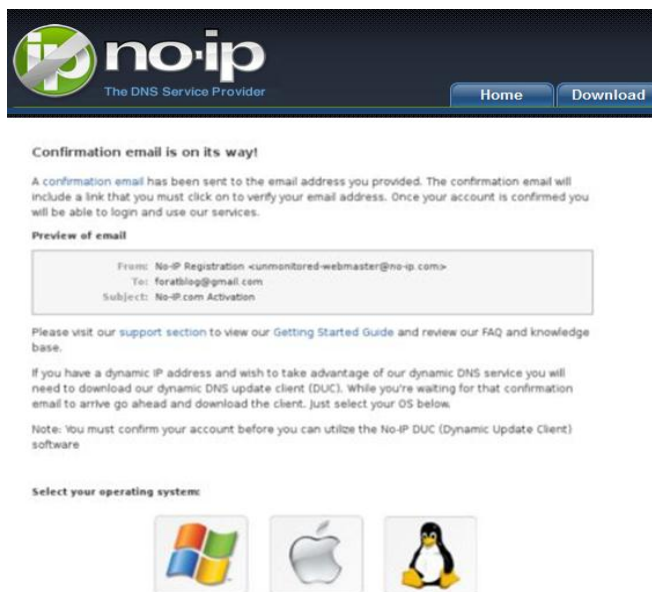 ip no·ip
The DNS Service Provider
Home Download
Confirmation email is on its way!
A confirmation email has been sent to the email address you provided. The confirmation email will
include a link that you must click on to verify your email address. Once your account is confirmed you
will be able to login and use our services.
Preview of email
From: No-IP Registration <unmonitored-webmaster@no-ip.com>
To: foratblog@gmail.com
Subject: No-IP.com Activation
Please visit our support section to view our Getting Started Guide and review our FAQ and knowledge
base.
If you have a dynamic IP address and wish to take advantage of our dynamic DNS service you will
need to download our dynamic DNS update client (DUC). While you're waiting for that confirmation
email to arrive go ahead and download the client. Just select your OS below.
Note: You must confirm your account before you can utilize the No-IP DUC (Dynamic Update Client)
software
Select your operating system: